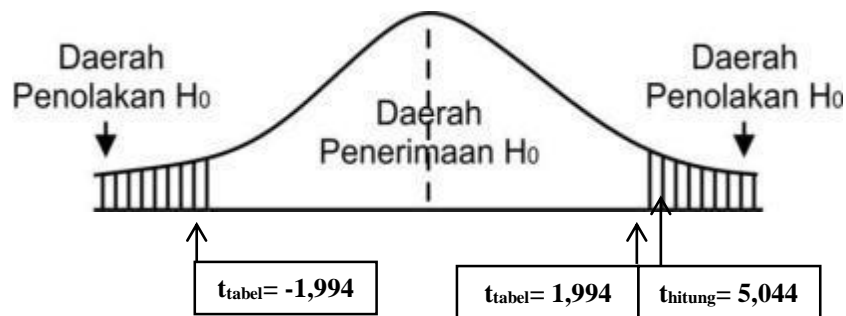 Daerah
Penolakan H0
Daerah
Penerimaan H0
Daerah
Penolakan H0
ttabel= -1,994
ttabel= 1,994
thitung= 5,044